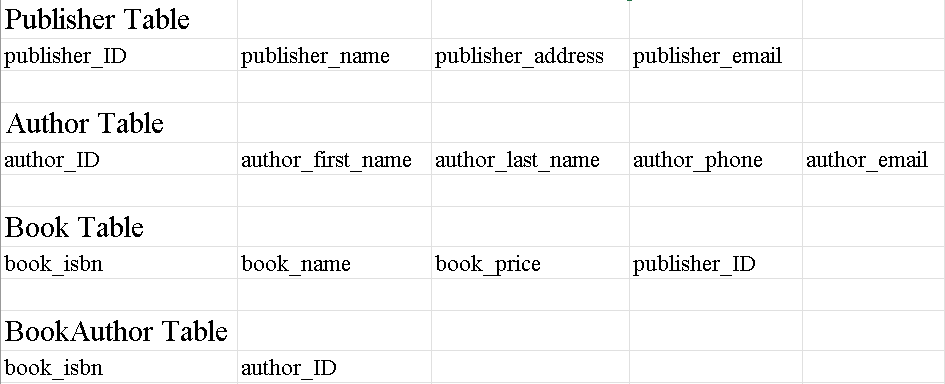 Publisher Table
publisher_ID publisher_name publisher_address publisher_email
Author Table
author_ID author_first_name author_last_name author_phone author_email
Book Table
book_isbn book_name book_price publisher_ID
BookAuthor Table
book_isbn author_ID